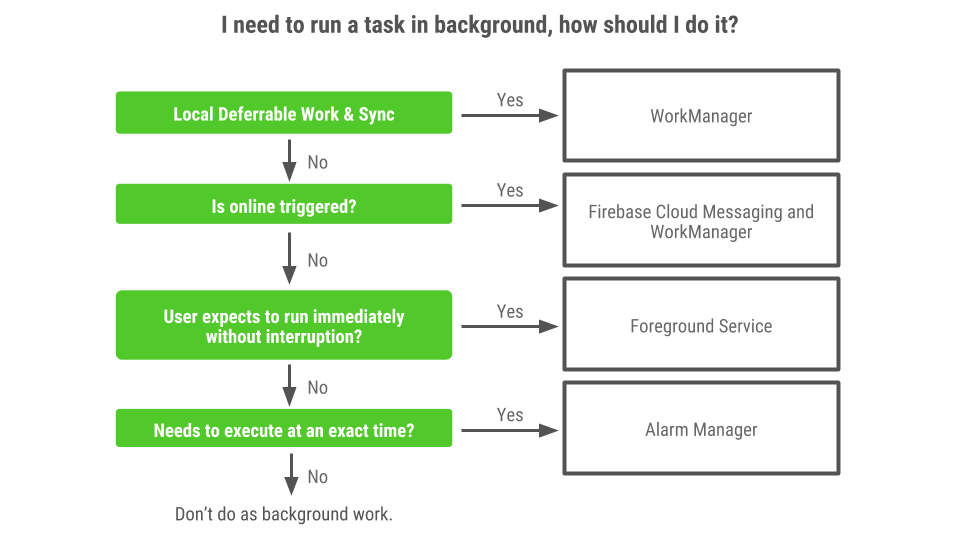 I need to run a task in background, how should I do it?
Local Deferrable Work & Sync
Yes
WorkManager
No
Is online triggered?
Yes
Firebase Cloud Messaging and
WorkManager
No
User expects to run immediately
without interruption?
Yes
Foreground Service
No
Needs to execute at an exact time?
Yes
Alarm Manager
No
Don’t do as background work.